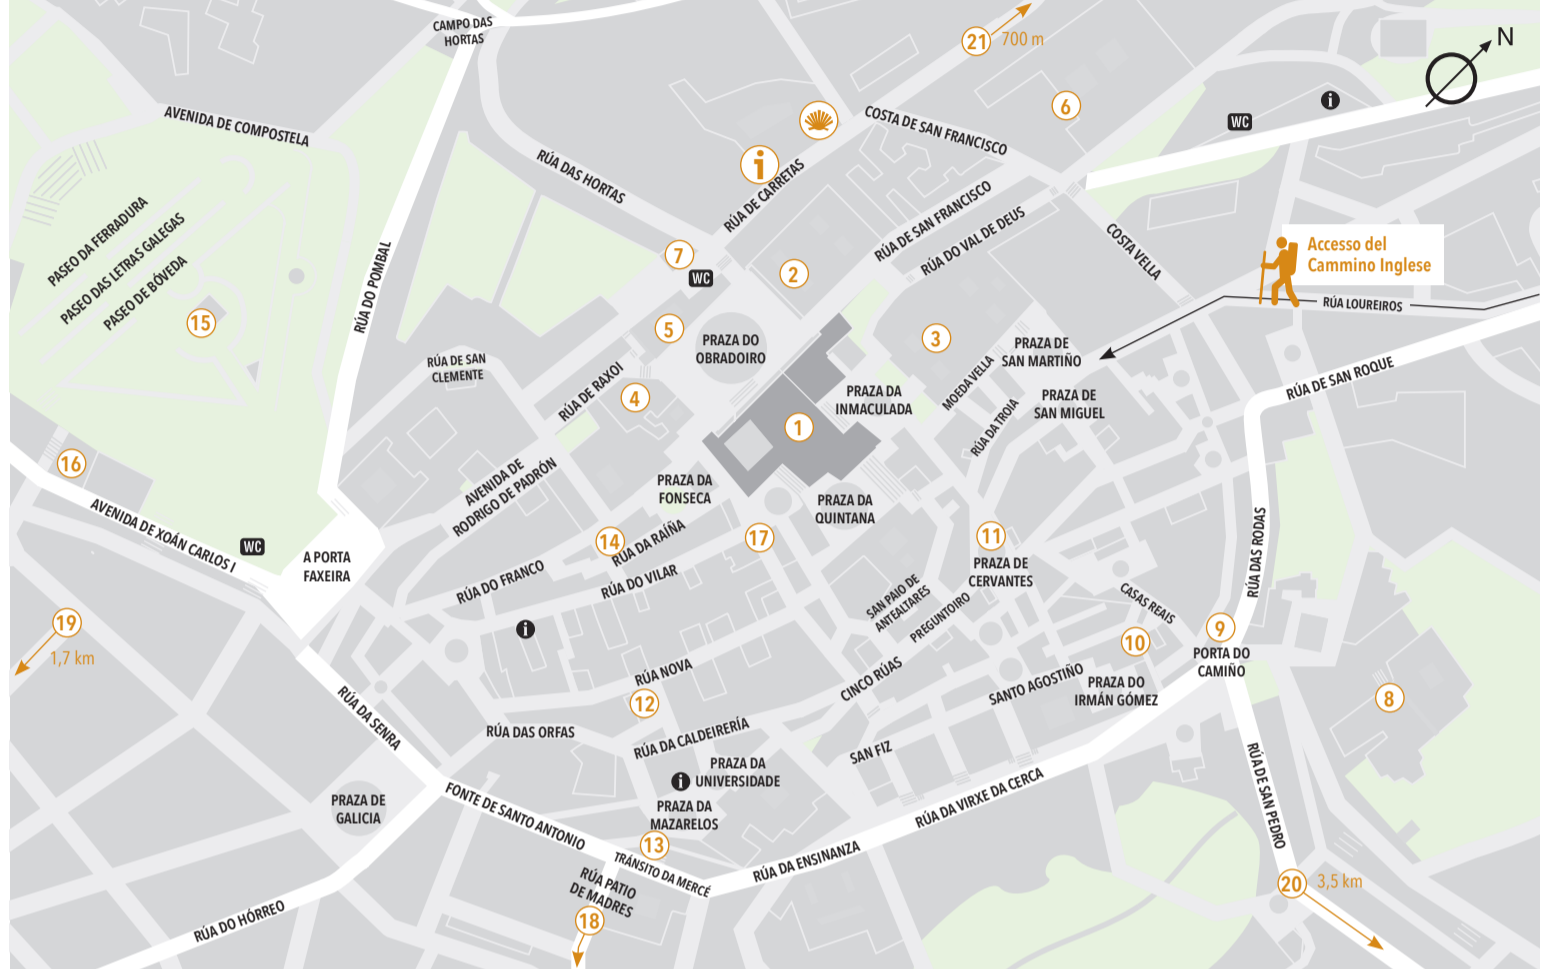 CAMPO DAS
HORTAS
21
700 m
N
6
i
WC
AVENIDA DE COMPOSTELA
COSTA DE SAN FRANCISCO
i
RÚA DAS HORTAS
RÚA DE CARRETAS
PASEO DA FERRADURA
PASEO DAS LETRAS GALEGAS
PASEO DE BÓVEDA
RÚA DE SAN FRANCISCO
RÚA DO VAL DE DEUS
COSTA VELLA
Accesso del
Cammino Inglese
RÚA LOUREIROS
7
WC
2
RÚA DO POMBAL
15
5
PRAZA DO
OBRADOIRO
3
PRAZA DE
SAN MARTIÑO
RÚA DE SAN
CLEMENTE
RÚA DE RAXOI
4
MOEDA VELLA
PRAZA DA
INMACULADA
PRAZA DE
SAN MIGUEL
RÚA DE SAN ROQUE
1
RÚA DA TROIA
16
AVENIDA DE
RODRIGO DE PADRÓN
PRAZA DA
FONSECA
PRAZA DA
QUINTANA
AVENIDA DE XOÁN CARLOS I
WC
A PORTA
FAXEIRA
14
RÚA DA RAÍÑA
17
11
PRAZA DE
CERVANTES
RÚA DAS RODAS
RÚA DO FRANCO
RÚA DO VILAR
SAN PAIO DE
ANTEALTARES
PREGUNTOIRO
CASAS REAIS
19
1,7 km
i
10
9
PORTA DO
CAMIÑO
RÚA NOVA
12
CINCO RÚAS
SANTO AGOSTIÑO
PRAZA DO
IRMÁN GÓMEZ
8
RÚA DA SENRA
RÚA DAS ORFAS
RÚA DA CALDEIRERÍA
SAN FIZ
RÚA DE SAN PEDRO
i
PRAZA DA
UNIVERSIDADE
PRAZA DE
GALICIA
FONTE DE SANTO ANTONIO
PRAZA DA
MAZARELOS
RÚA DA VIRXE DA CERCA
13
TRÁNSITO DA MERCÉ
RÚA DA ENSINANZA
RÚA PATIO
DE MADRES
20
3,5 km
18
RÚA DO HÓRREO